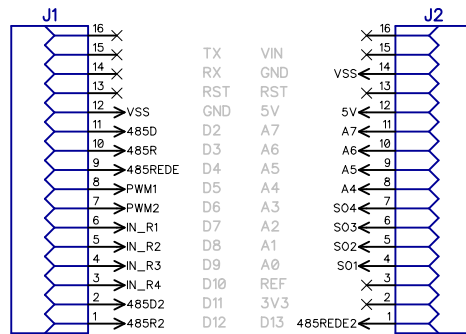 J1 J2
16 16
15 TX VIN 15
14 RX GND VSS 14
13 RST RST 13
12 VSS GND 5V 5V 12
11 485D D2 A7 A7 11
10 485R D3 A6 A6 10
9 485REDE D4 A5 A5 9
8 PWM1 D5 A4 A4 8
7 PWM2 D6 A3 SO4 7
6 IN_R1 D7 A2 SO3 6
5 IN_R2 D8 A1 SO2 5
4 IN_R3 D9 A0 SO1 4
3 IN_R4 D10 REF 3
2 485D2 D11 3V3 2
1 485R2 D12 D13 485REDE2 1